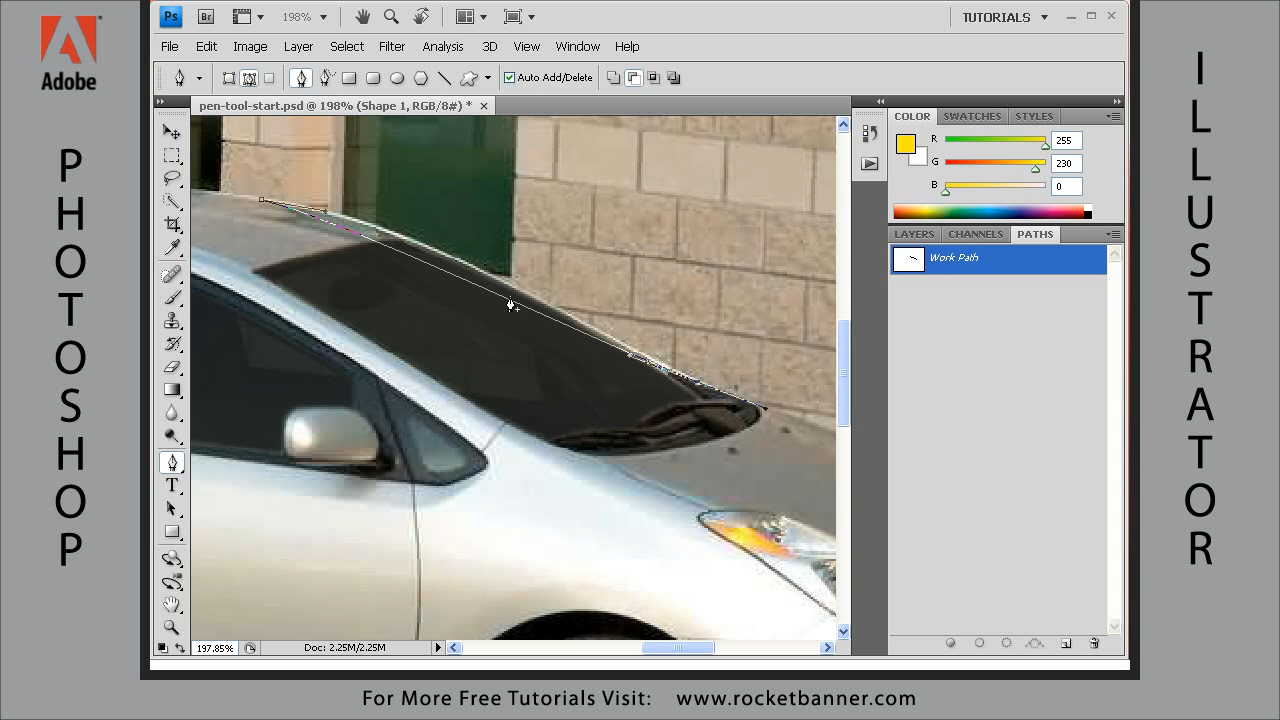 Adobe
PHOTOSHOP
Ps
Br
198%
TUTORIALS
File Edit Image Layer Select Filter Analysis 3D View Window Help
Auto Add/Delete
pen-tool-start.psd @ 198% (Shape 1, RGB/8#) *
COLOR SWATCHES STYLES
R 255
G 230
B 0
LAYERS CHANNELS PATHS
Work Path
T
197.85% Doc: 2.25M/2.25M
ILLUSTRATOR
For More Free Tutorials Visit: www.rocketbanner.com